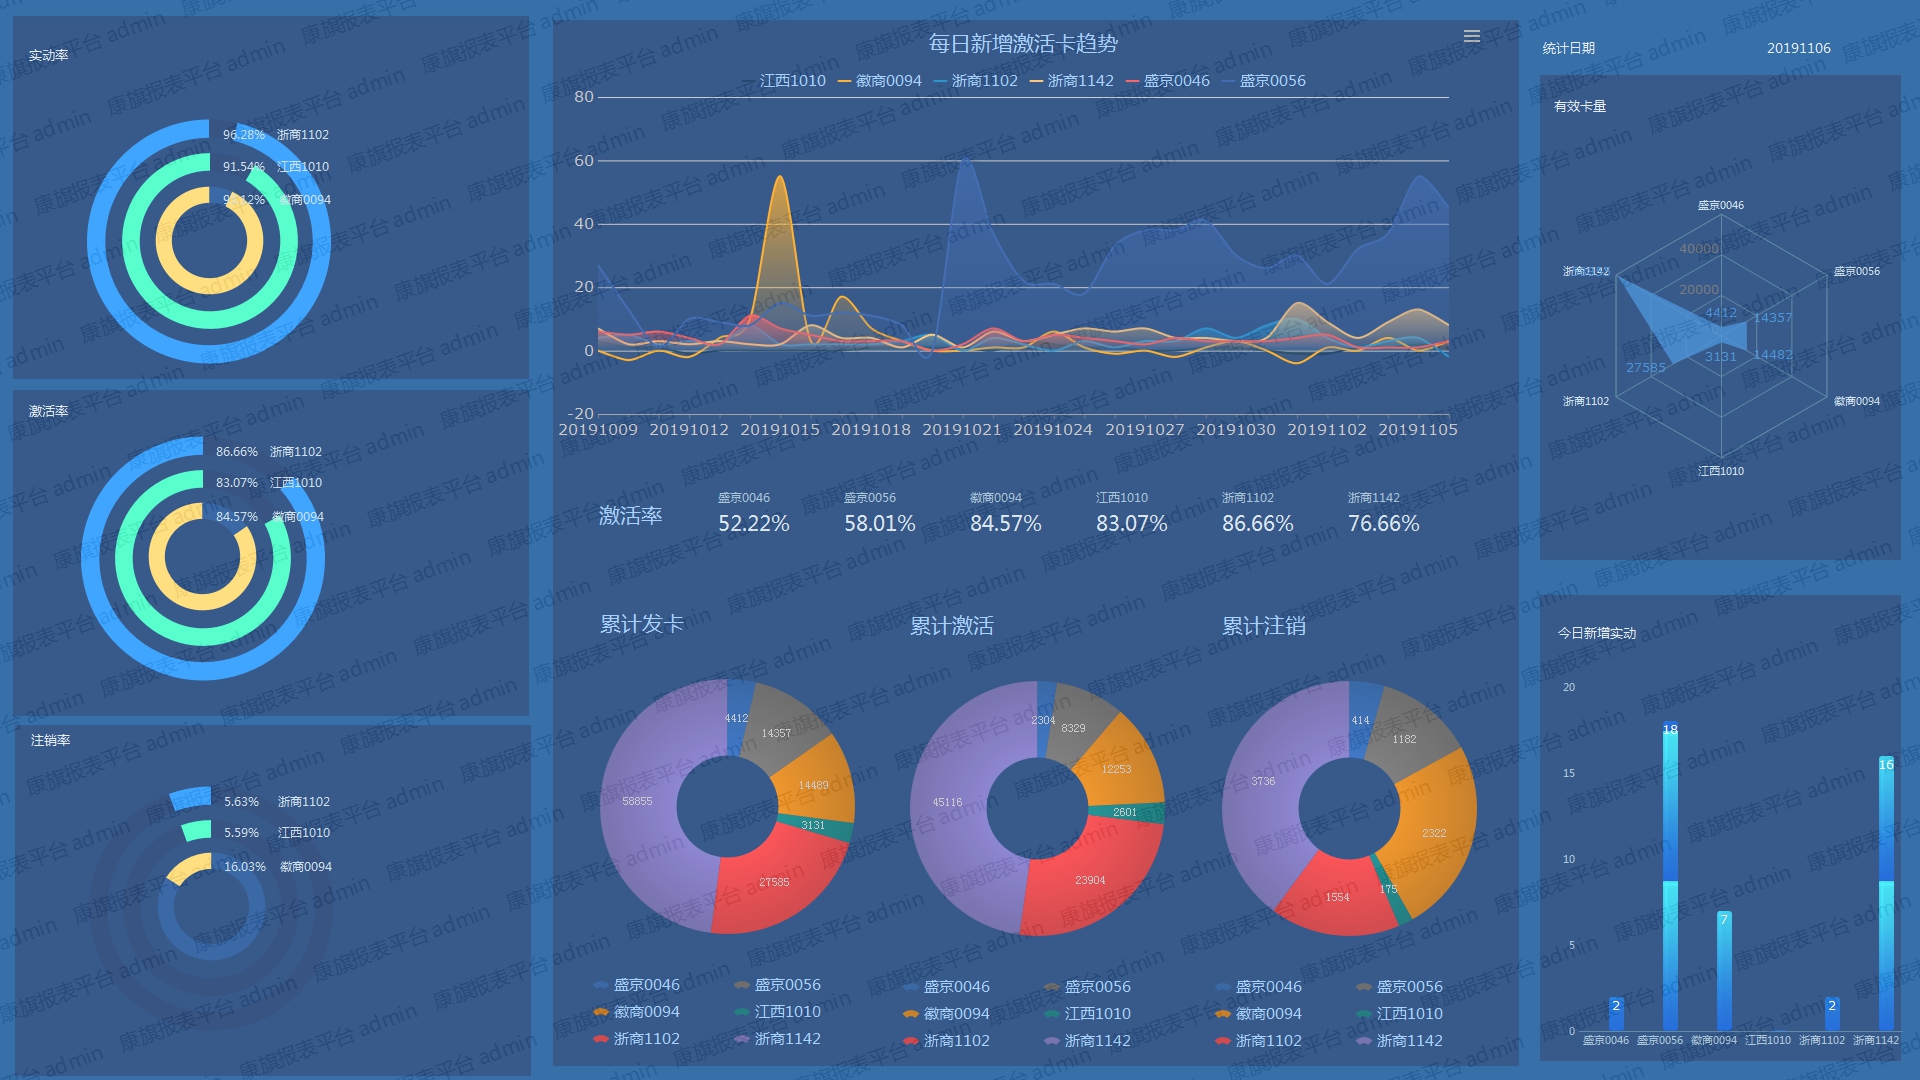 实动率
96.28% 浙商1102
91.54% 江西1010
徽商0094
激活率
86.66% 浙商1102
83.07% 江西1010
84.57% 徽商0094
注销率
5.63% 浙商1102
5.59% 江西1010
16.03% 徽商0094
每日新增激活卡趋势
江西1010 徽商0094 浙商1102 浙商1142 盛京0046 盛京0056
80
60
40
20
0
-20
20191009 20191012 20191015 20191018 20191021 20191024 20191027 20191030 20191102 20191105
激活率
盛京0046 盛京0056 徽商0094 江西1010 浙商1102 浙商1142
52.22% 58.01% 84.57% 83.07% 86.66% 76.66%
累计发卡
4412
14357
14489
3131
27585
58855
盛京0046 盛京0056
徽商0094 江西1010
浙商1102 浙商1142
累计激活
2304
8329
12253
2601
23904
45116
盛京0046 盛京0056
徽商0094 江西1010
浙商1102 浙商1142
累计注销
414
1182
2322
175
1554
3736
盛京0046 盛京0056
徽商0094 江西1010
浙商1102 浙商1142
统计日期 20191106
有效卡量
盛京0046
40000
浙商1142 盛京0056
20000
4412 14357
3131 14482
27585
浙商1102 徽商0094
江西1010
今日新增实动
20
15
10
5
0
2
18
7
2
16
盛京0046 盛京0056 徽商0094 江西1010 浙商1102 浙商1142
康旗报表平台 admin